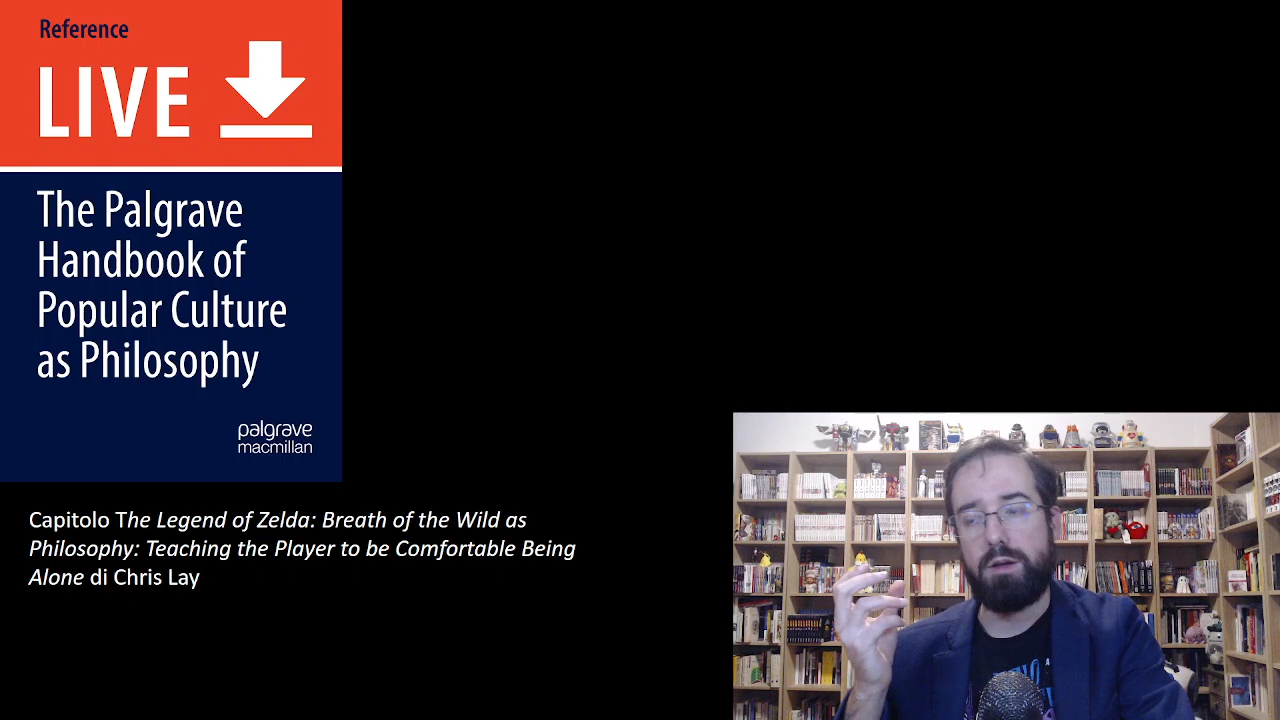 Reference
LIVE
The Palgrave
Handbook of
Popular Culture
as Philosophy
palgrave
macmillan
Capitolo The Legend of Zelda: Breath of the Wild as
Philosophy: Teaching the Player to be Comfortable Being
Alone di Chris Lay